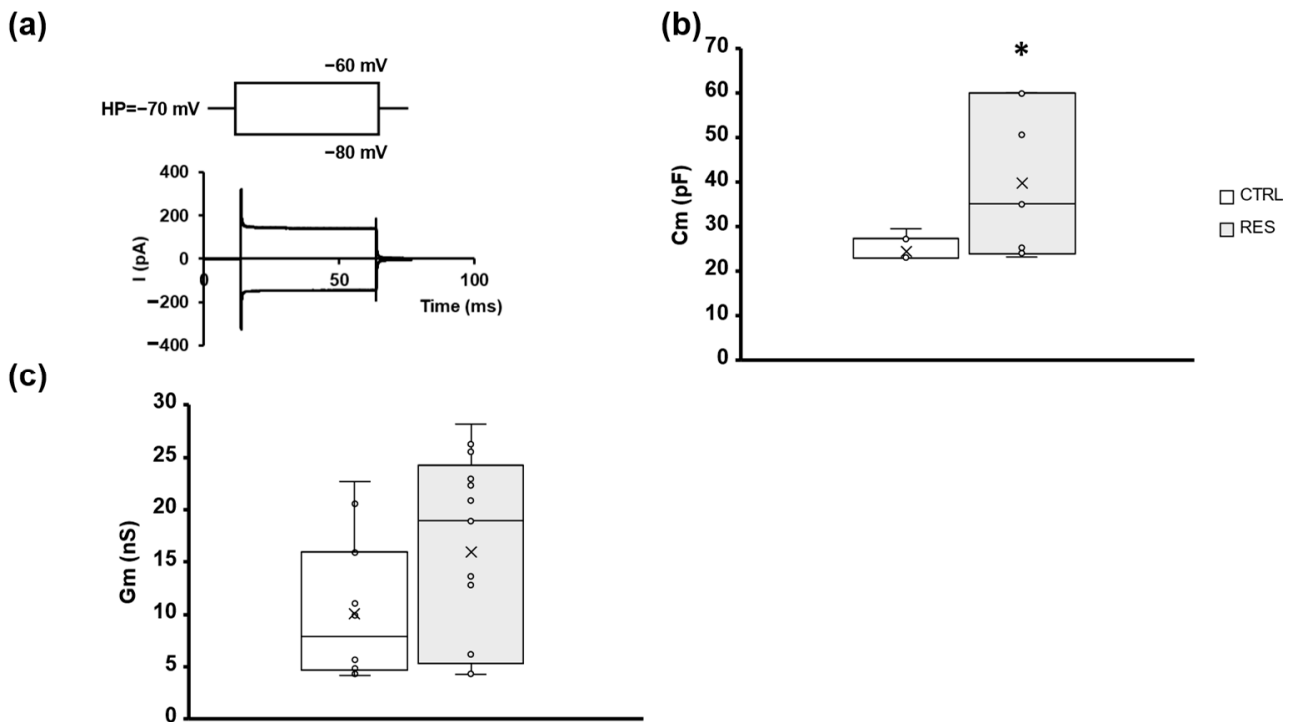 (a)
−60 mV
HP=−70 mV
−80 mV
400
200
0
−200
−400
I (pA)
0
50
100
Time (ms)
(b)
70
60
50
40
30
20
10
0
Cm (pF)
*
CTRL
RES
(c)
30
25
20
15
10
5
0
Gm (nS)